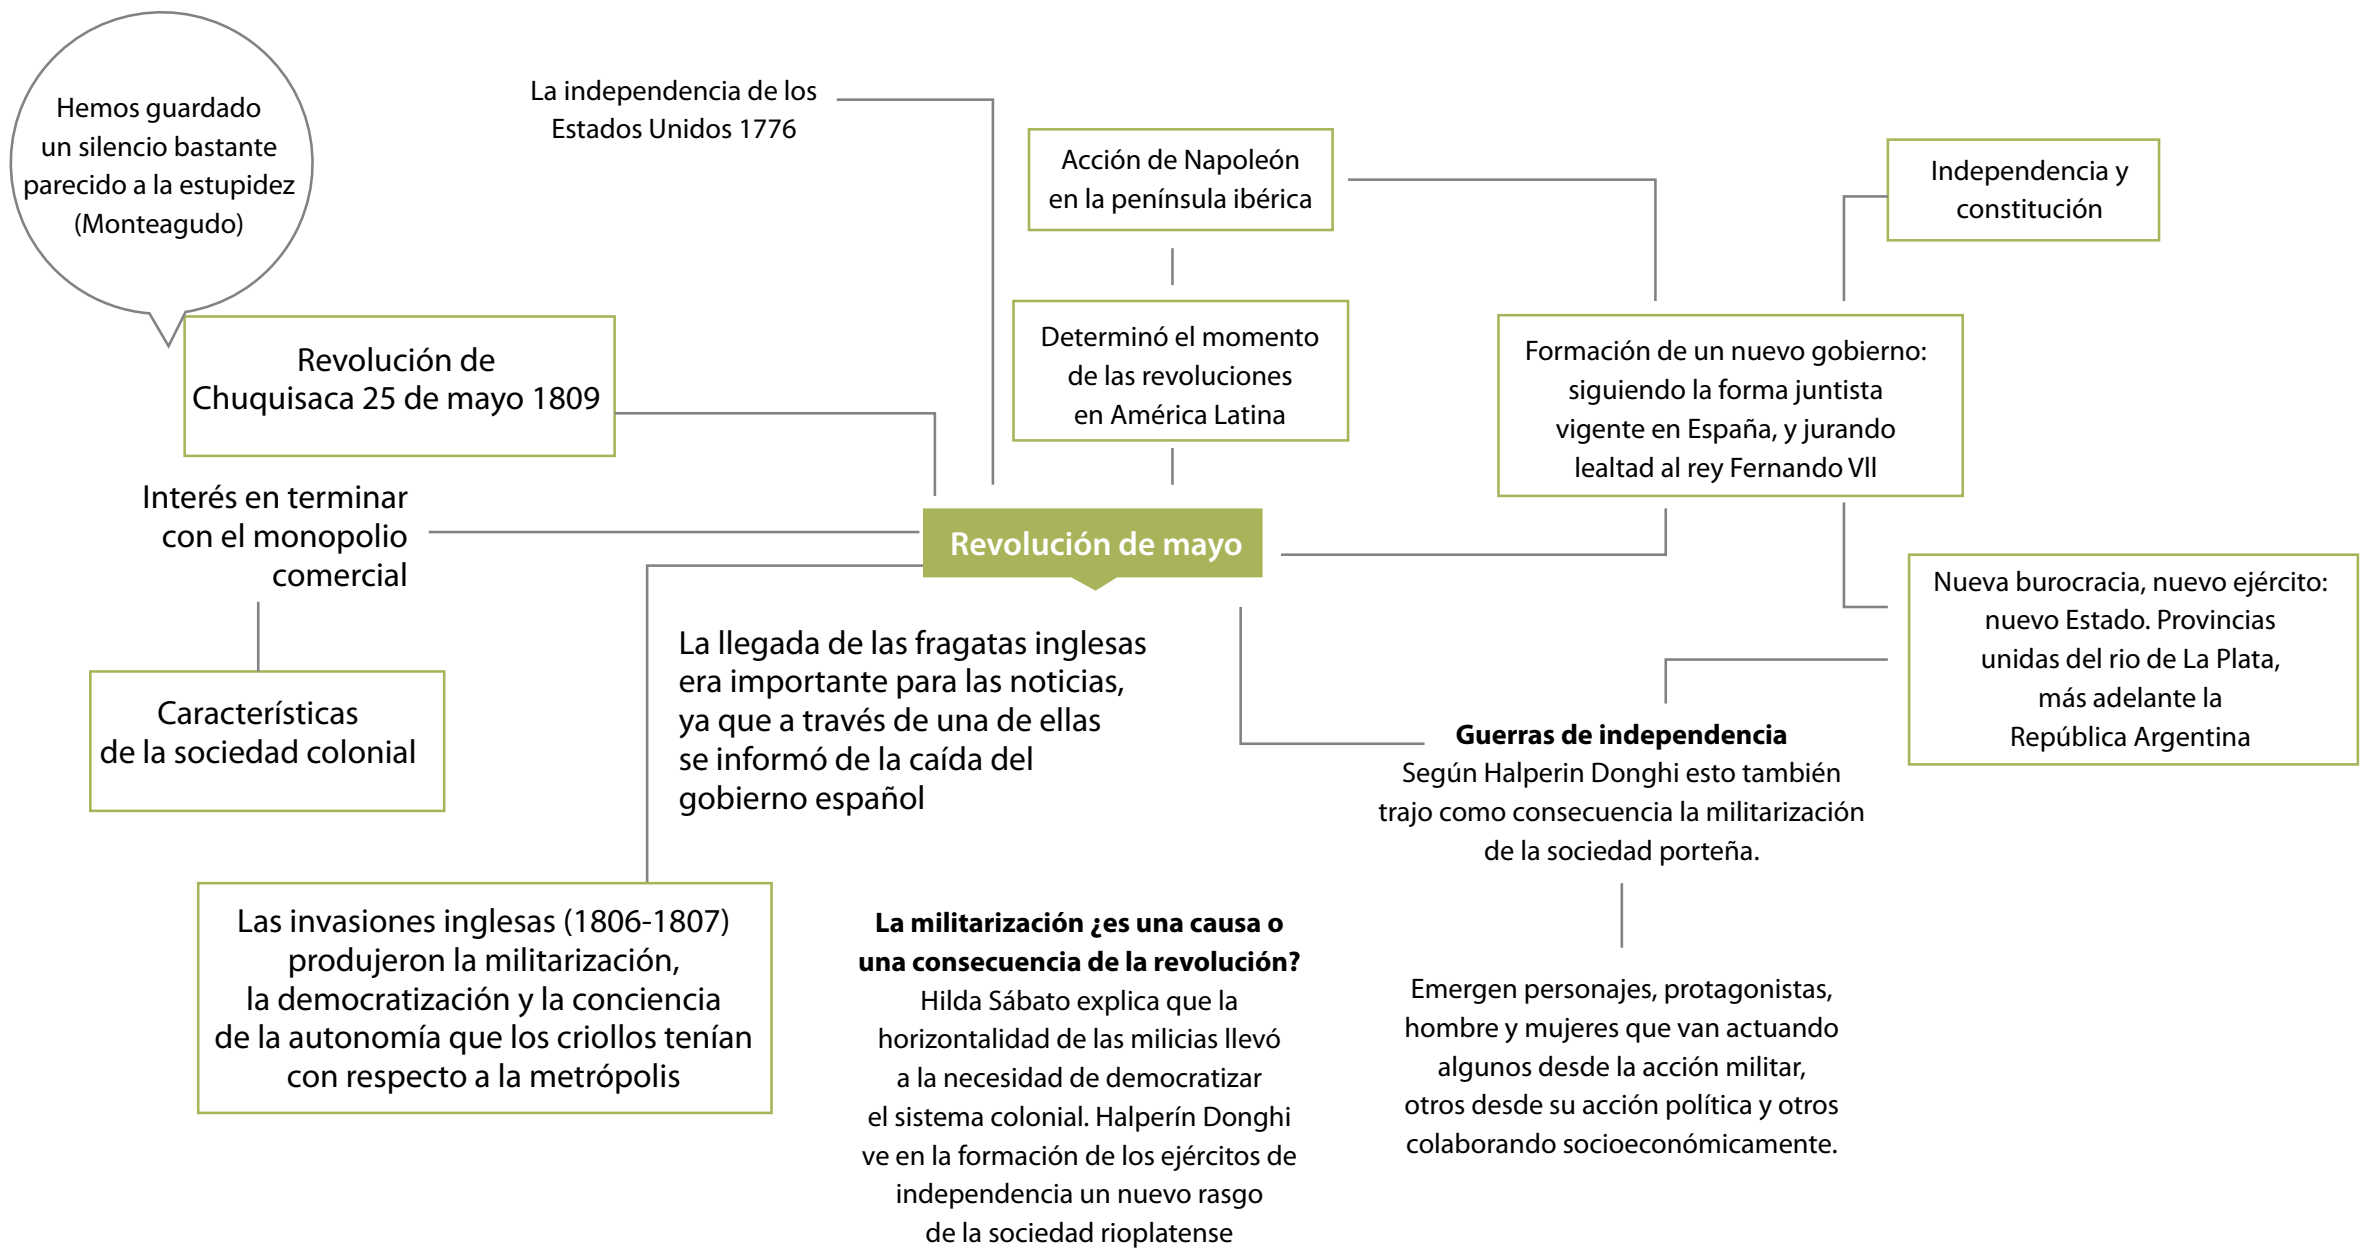 Hemos guardado
un silencio bastante
parecido a la estupidez
(Monteagudo)
La independencia de los
Estados Unidos 1776
Acción de Napoleón
en la península ibérica
Independencia y
constitución
Revolución de
Chuquisaca 25 de mayo 1809
Determinó el momento
de las revoluciones
en América Latina
Formación de un nuevo gobierno:
siguiendo la forma juntista
vigente en España, y jurando
lealtad al rey Fernando Vll
Interés en terminar
con el monopolio
comercial
Revolución de mayo
Nueva burocracia, nuevo ejército:
nuevo Estado. Provincias
unidas del rio de La Plata,
más adelante la
República Argentina
Características
de la sociedad colonial
La llegada de las fragatas inglesas
era importante para las noticias,
ya que a través de una de ellas
se informó de la caída del
gobierno español
Guerras de independencia
Según Halperin Donghi esto también
trajo como consecuencia la militarización
de la sociedad porteña.
Las invasiones inglesas (1806-1807)
produjeron la militarización,
la democratización y la conciencia
de la autonomía que los criollos tenían
con respecto a la metrópolis
La militarización ¿es una causa o
una consecuencia de la revolución?
Hilda Sábato explica que la
horizontalidad de las milicias llevó
a la necesidad de democratizar
el sistema colonial. Halperín Donghi
ve en la formación de los ejércitos de
independencia un nuevo rasgo
de la sociedad rioplatense
Emergen personajes, protagonistas,
hombre y mujeres que van actuando
algunos desde la acción militar,
otros desde su acción política y otros
colaborando socioeconómicamente.